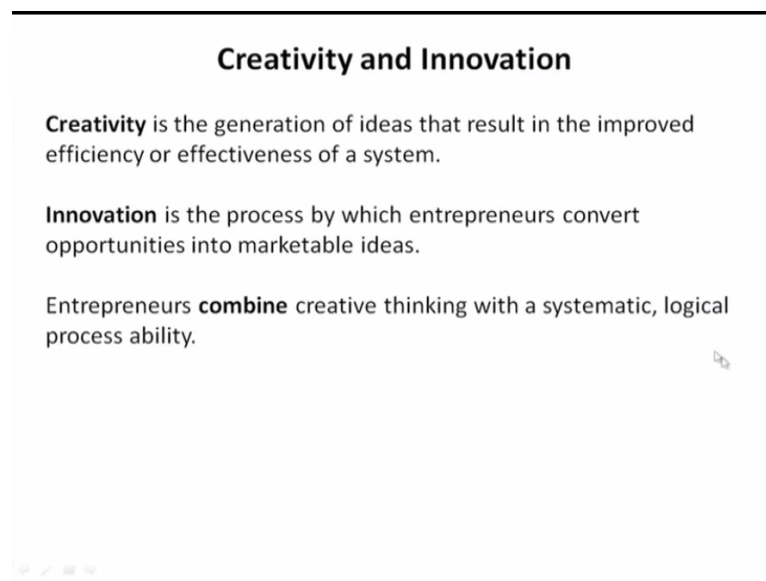 Creativity and Innovation
Creativity is the generation of ideas that result in the improved
efficiency or effectiveness of a system.
Innovation is the process by which entrepreneurs convert
opportunities into marketable ideas.
Entrepreneurs combine creative thinking with a systematic, logical
process ability.